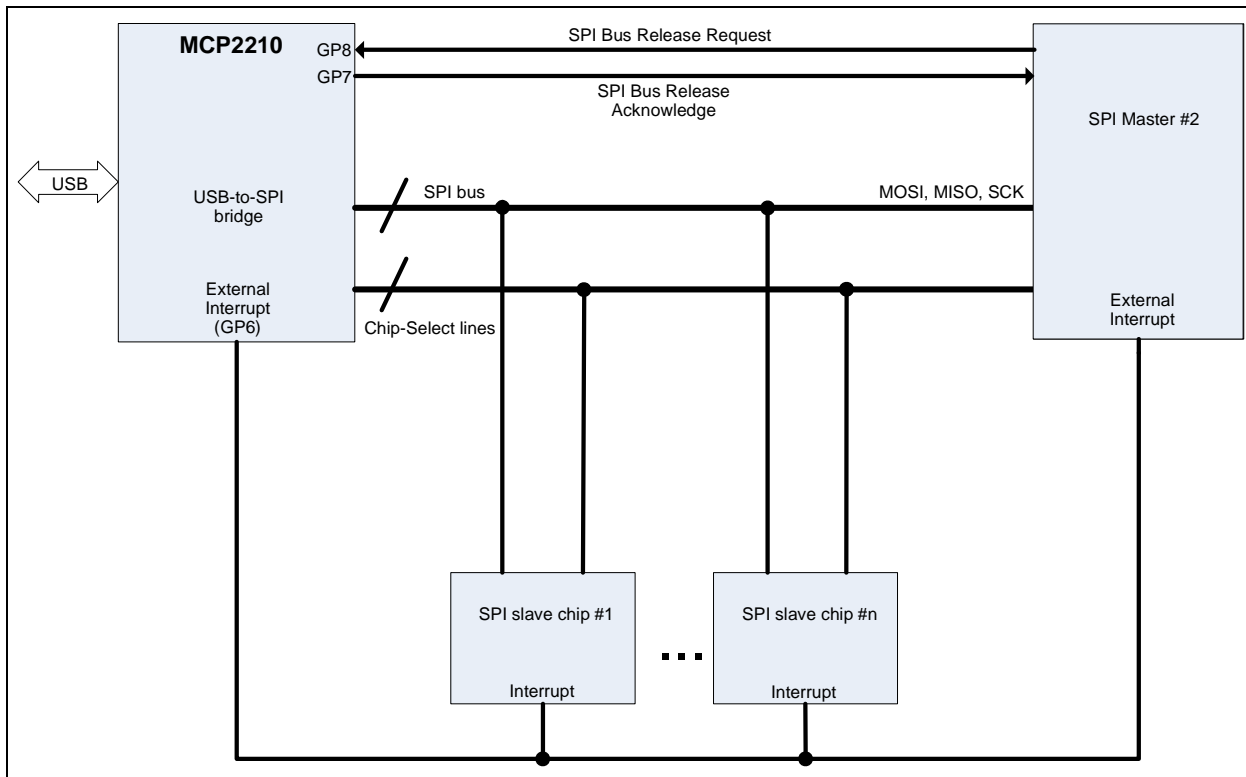 MCP2210
GP8
GP7
SPI Bus Release Request
SPI Bus Release
Acknowledge
SPI Master #2
USB
USB-to-SPI
bridge
SPI bus
MOSI, MISO, SCK
External
Interrupt
(GP6)
Chip-Select lines
External
Interrupt
SPI slave chip #1
SPI slave chip #n
Interrupt
Interrupt